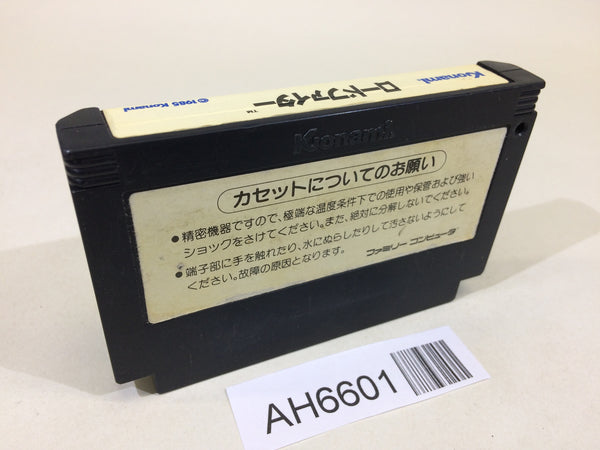 Konami
ロードファイター™
©1985 Konami
Konami
カセットについてのお願い
●精密機器ですので、極端な温度条件下での使用や保管および強い
ショックをさけてください。また、絶対に分解しないでください。
●端子部に手を触れたり、水にぬらしたりして汚さないようにして
ください。故障の原因となります。
ファミリー コンピュータ™
AH6601